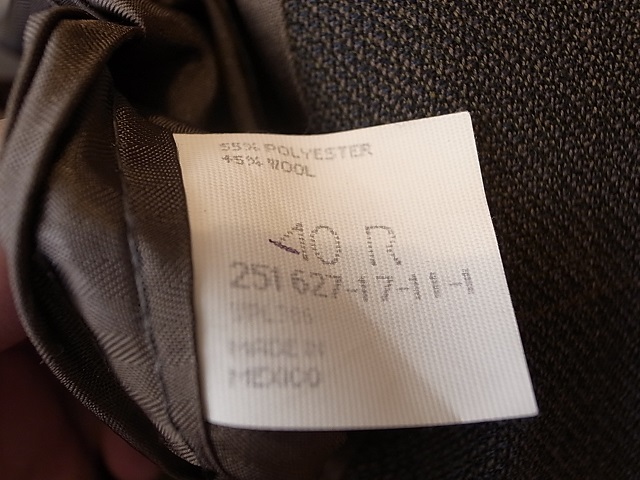 55% POLYESTER
45% WOOL
40 R
251627-17-11-1
MADE IN
MEXICO